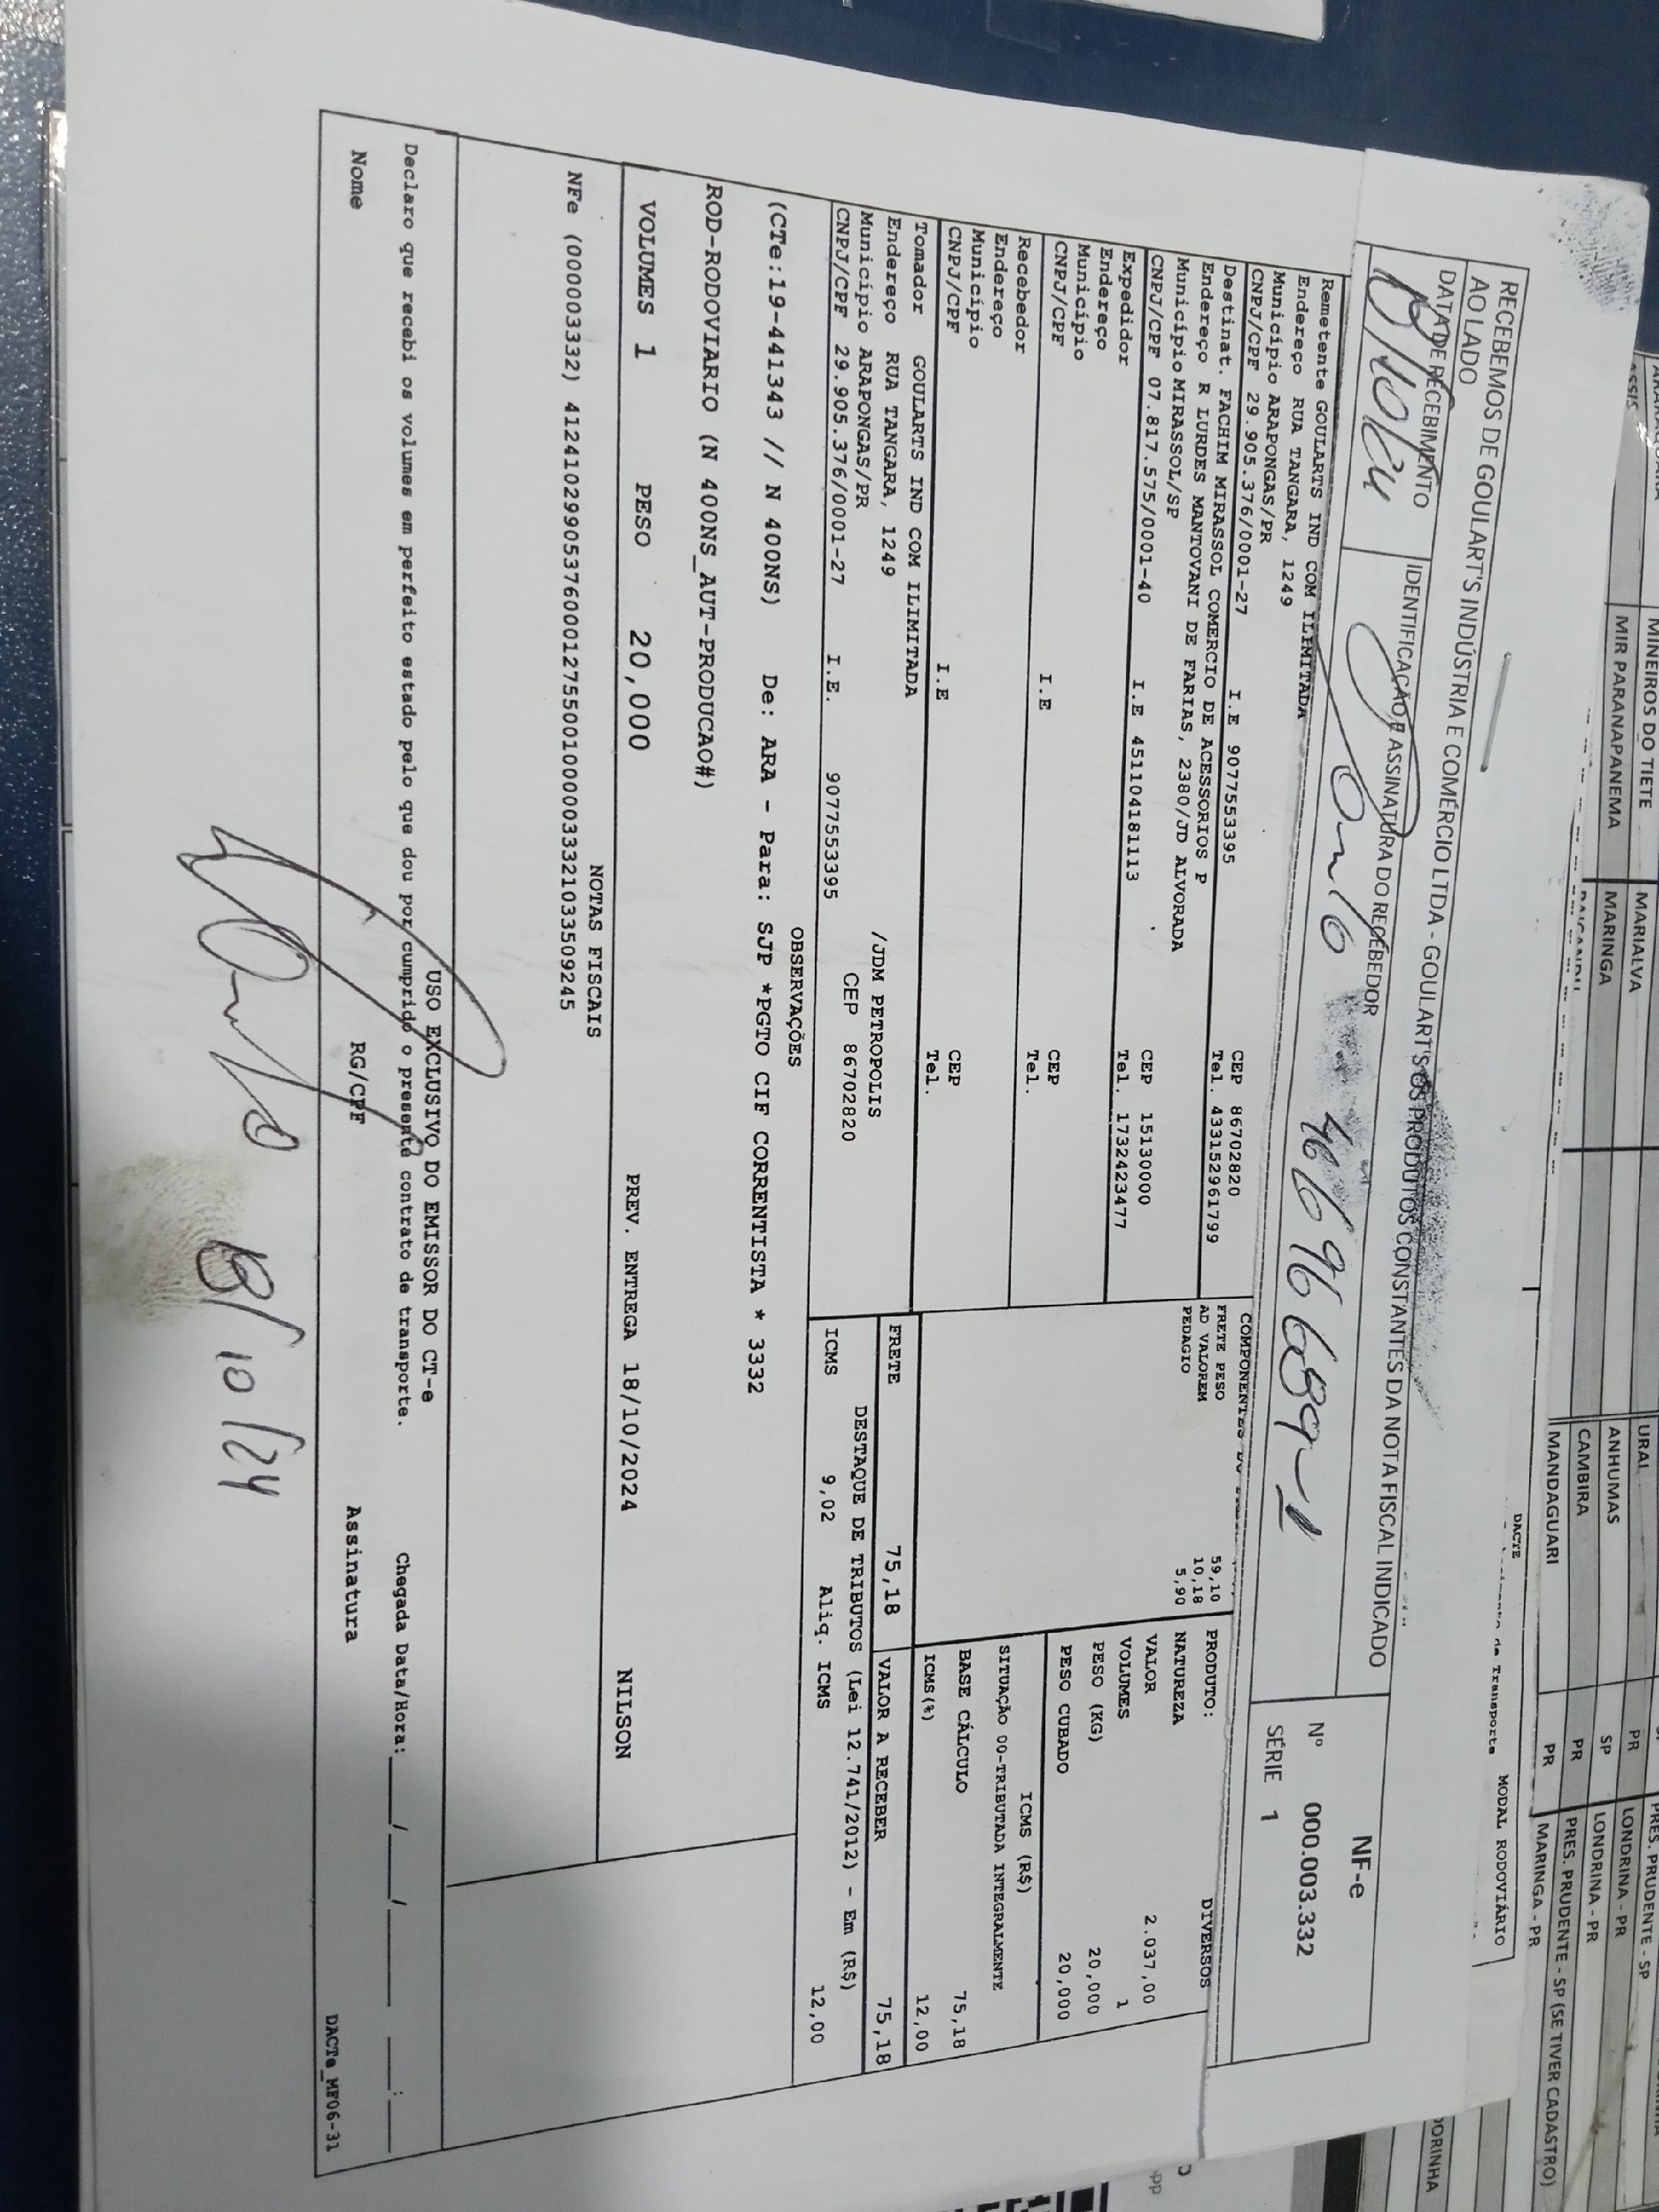 RECEBEMOS DE GOULART'S INDÚSTRIA E COMÉRCIO LTDA - GOULART'S OS PRODUTOS CONSTANTES DA NOTA FISCAL INDICADO
AO LADO
DATA DE RECEBIMENTO
IDENTIFICAÇÃO E ASSINATURA DO RECEBEDOR
/10/24
NF-e
Nº 000.003.332
SÉRIE 1
Remetente GOULARTS IND COM ILIMITADA
Endereço RUA TANGARA, 1249
Município ARAPONGAS/PR
CEP 86702820
CNPJ/CPF 29.905.376/0001-27 I.E 9077553395
Tel. 433152961799
Destinat. FACHIM MIRASSOL COMERCIO DE ACESSORIOS P
Endereço R LURDES MANTOVANI DE FARIAS, 2380/JD ALVORADA
Município MIRASSOL/SP
CEP 15130000
CNPJ/CPF 07.817.575/0001-40 I.E 451104181113
Tel. 1732423477
Expedidor
Endereço
Município
CEP
CNPJ/CPF I.E
Tel.
Recebedor
Endereço
Município
CEP
CNPJ/CPF I.E
Tel.
Tomador GOULARTS IND COM ILIMITADA
Endereço RUA TANGARA, 1249 /JDM PETROPOLIS
Município ARAPONGAS/PR CEP 86702820
CNPJ/CPF 29.905.376/0001-27 I.E. 9077553395
COMPONENTES DO
FRETE PESO 59,10
AD VALOREM 10,18
PEDAGIO 5,90
PRODUTO: DIVERSOS
NATUREZA
VALOR 2.037,00
VOLUMES 1
PESO (KG) 20,000
PESO CUBADO 20,000
ICMS (R$)
SITUAÇÃO 00-TRIBUTADA INTEGRALMENTE
BASE CÁLCULO 75,18
ICMS(%) 12,00
FRETE 75,18
VALOR A RECEBER 75,18
DESTAQUE DE TRIBUTOS (Lei 12.741/2012) - Em (R$)
ICMS 9,02 Aliq. ICMS 12,00
OBSERVAÇÕES
(CTe:19-441343 // N 400NS) De: ARA - Para: SJP *PGTO CIF CORRENTISTA * 3332
ROD-RODOVIARIO (N 400NS_AUT-PRODUCAO#)
VOLUMES 1 PESO 20,000 PREV. ENTREGA 18/10/2024 NILSON
NOTAS FISCAIS
NFe (000003332) 41241029905376000127550010000033321033509245
USO EXCLUSIVO DO EMISSOR DO CT-e
Declaro que recebi os volumes em perfeito estado pelo que dou por cumprido o presente contrato de transporte. Chegada Data/Hora:____/____/______ ____:____
Nome RG/CPF Assinatura
DACTe_MF06-31
/10/24
DACTE
de Transporte MODAL RODOVIÁRIO
MINEIROS DO TIETE
MIR PARANAPANEMA
MARIALVA
MARINGA
URAL
ANHUMAS
CAMBIRA
MANDAGUARI
PR
SP
PR
PR
PRES. PRUDENTE - SP
LONDRINA - PR
LONDRINA - PR
PRES. PRUDENTE - SP (SE TIVER CADASTRO)
MARINGA - PR